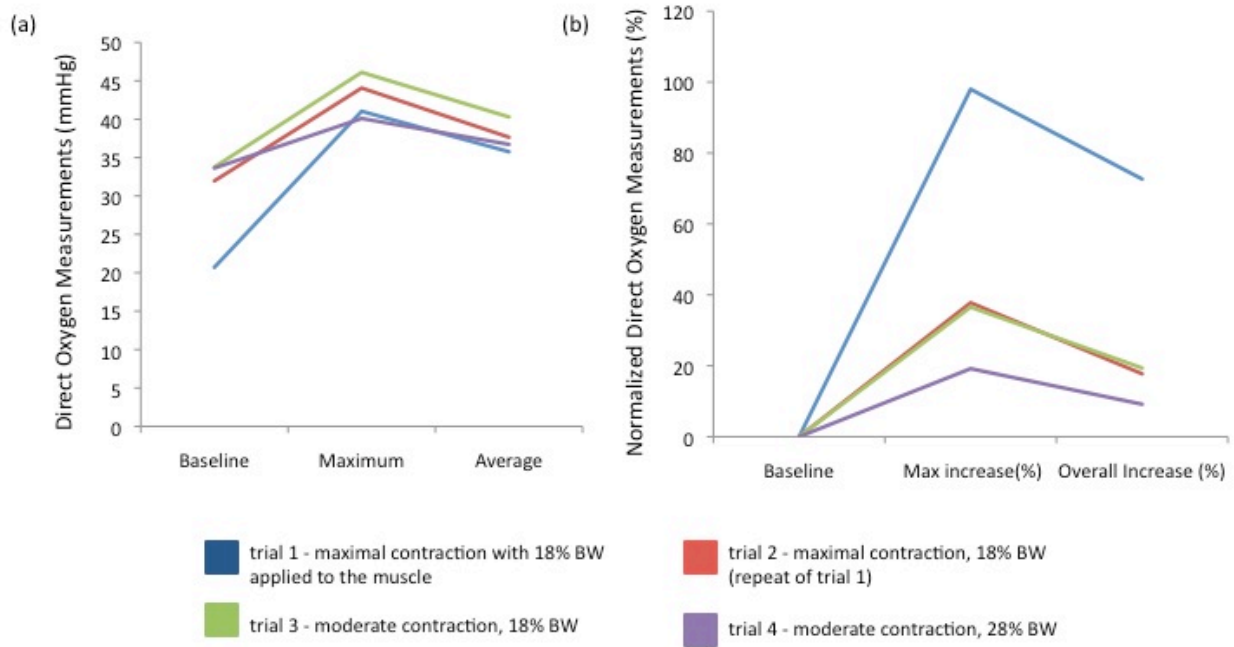 (a)
Direct Oxygen Measurements (mmHg)
50
45
40
35
30
25
20
15
10
5
0
Baseline
Maximum
Average
(b)
Normalized Direct Oxygen Measurements (%)
120
100
80
60
40
20
0
Baseline
Max increase(%)
Overall Increase (%)
trial 1 - maximal contraction with 18% BW
applied to the muscle
trial 2 - maximal contraction, 18% BW
(repeat of trial 1)
trial 3 - moderate contraction, 18% BW
trial 4 - moderate contraction, 28% BW